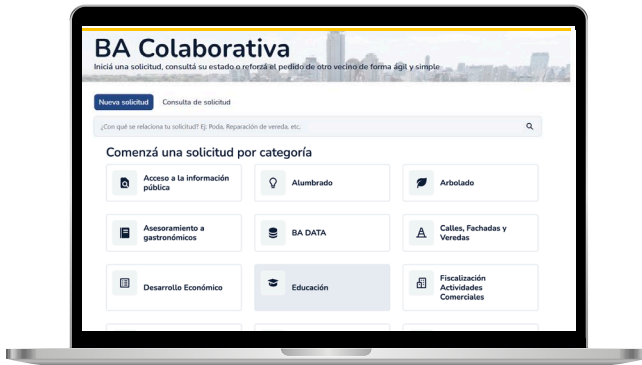 BA Colaborativa
Iniciá una solicitud, consultá su estado o reforzá el pedido de otro vecino de forma ágil y simple
Nueva solicitud
Consulta de solicitud
¿Con qué se relaciona tu solicitud? Ej: Poda, Reparación de vereda, etc.
Comenzá una solicitud por categoría
Acceso a la información
pública
Alumbrado
Arbolado
Asesoramiento a
gastronómicos
BA DATA
Calles, Fachadas y
Veredas
Desarrollo Económico
Educación
Fiscalización
Actividades
Comerciales